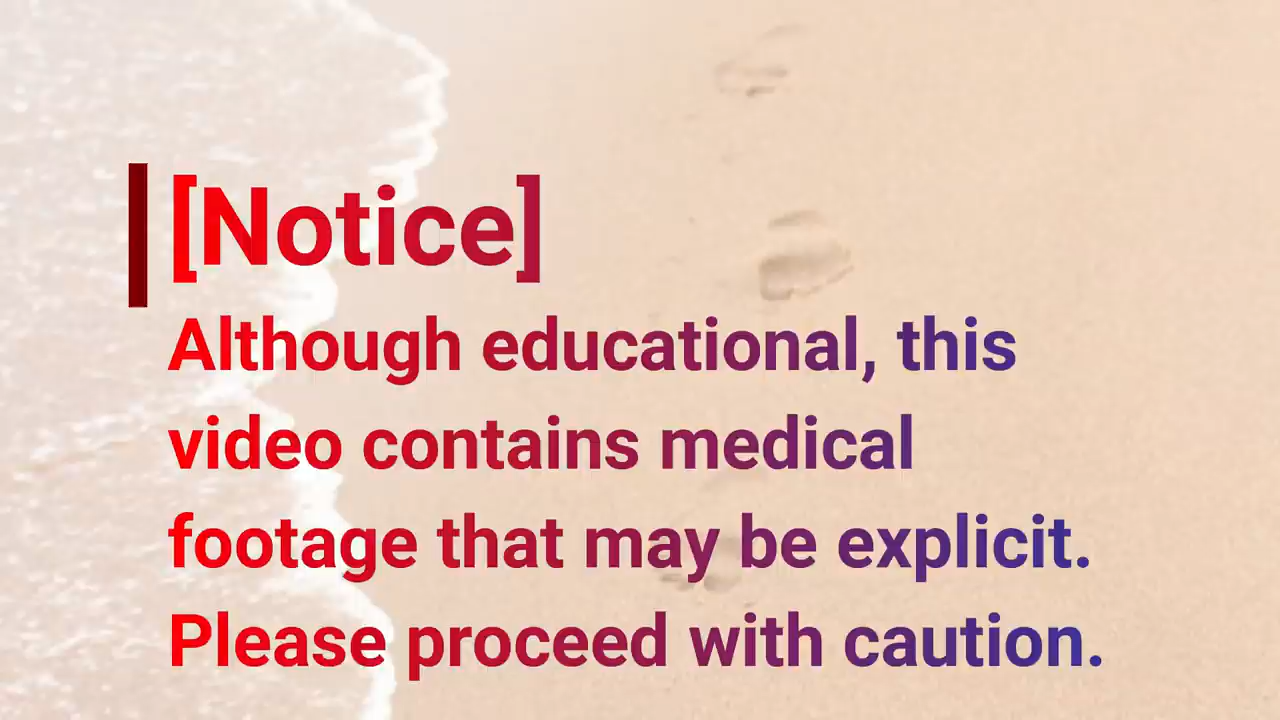 [Notice]
Although educational, this
video contains medical
footage that may be explicit.
Please proceed with caution.